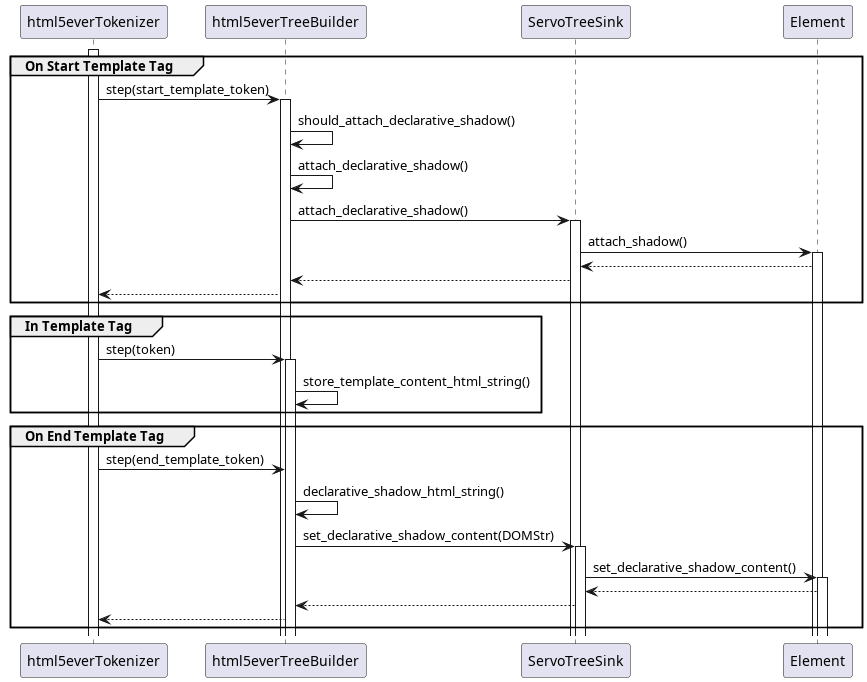 html5everTokenizer html5everTreeBuilder ServoTreeSink Element
On Start Template Tag
step(start_template_token)
should_attach_declarative_shadow()
attach_declarative_shadow()
attach_declarative_shadow()
attach_shadow()
In Template Tag
step(token)
store_template_content_html_string()
On End Template Tag
step(end_template_token)
declarative_shadow_html_string()
set_declarative_shadow_content(DOMStr)
set_declarative_shadow_content()
html5everTokenizer html5everTreeBuilder ServoTreeSink Element